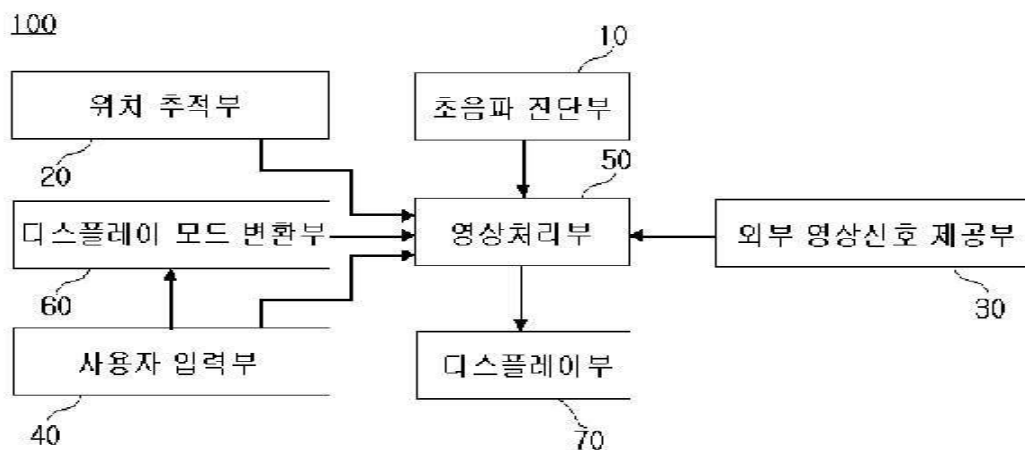 100
10
위치 추적부
초음파 진단부
20
50
디스플레이 모드 변환부
영상처리부
외부 영상신호 제공부
60
30
사용자 입력부
디스플레이부
40
70